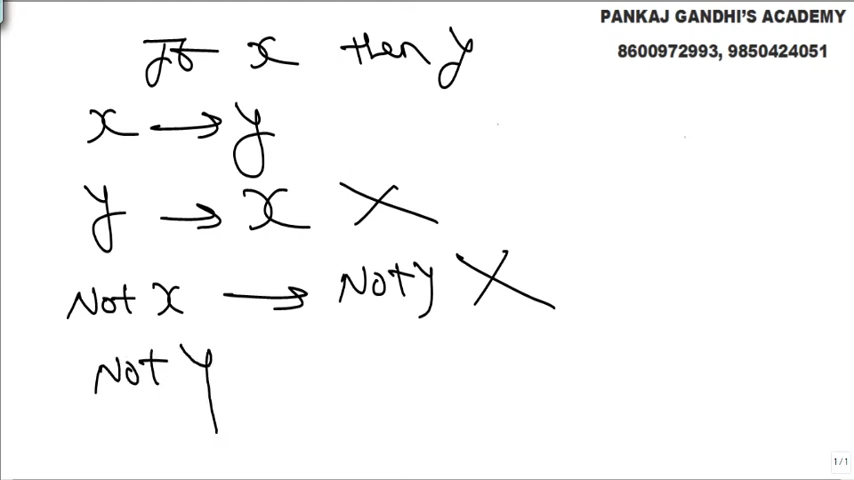 PANKAJ GANDHI'S ACADEMY
8600972993, 9850424051
If x then y
x → y
y → x ✗
Not x → Not y ✗
Not y
1/1